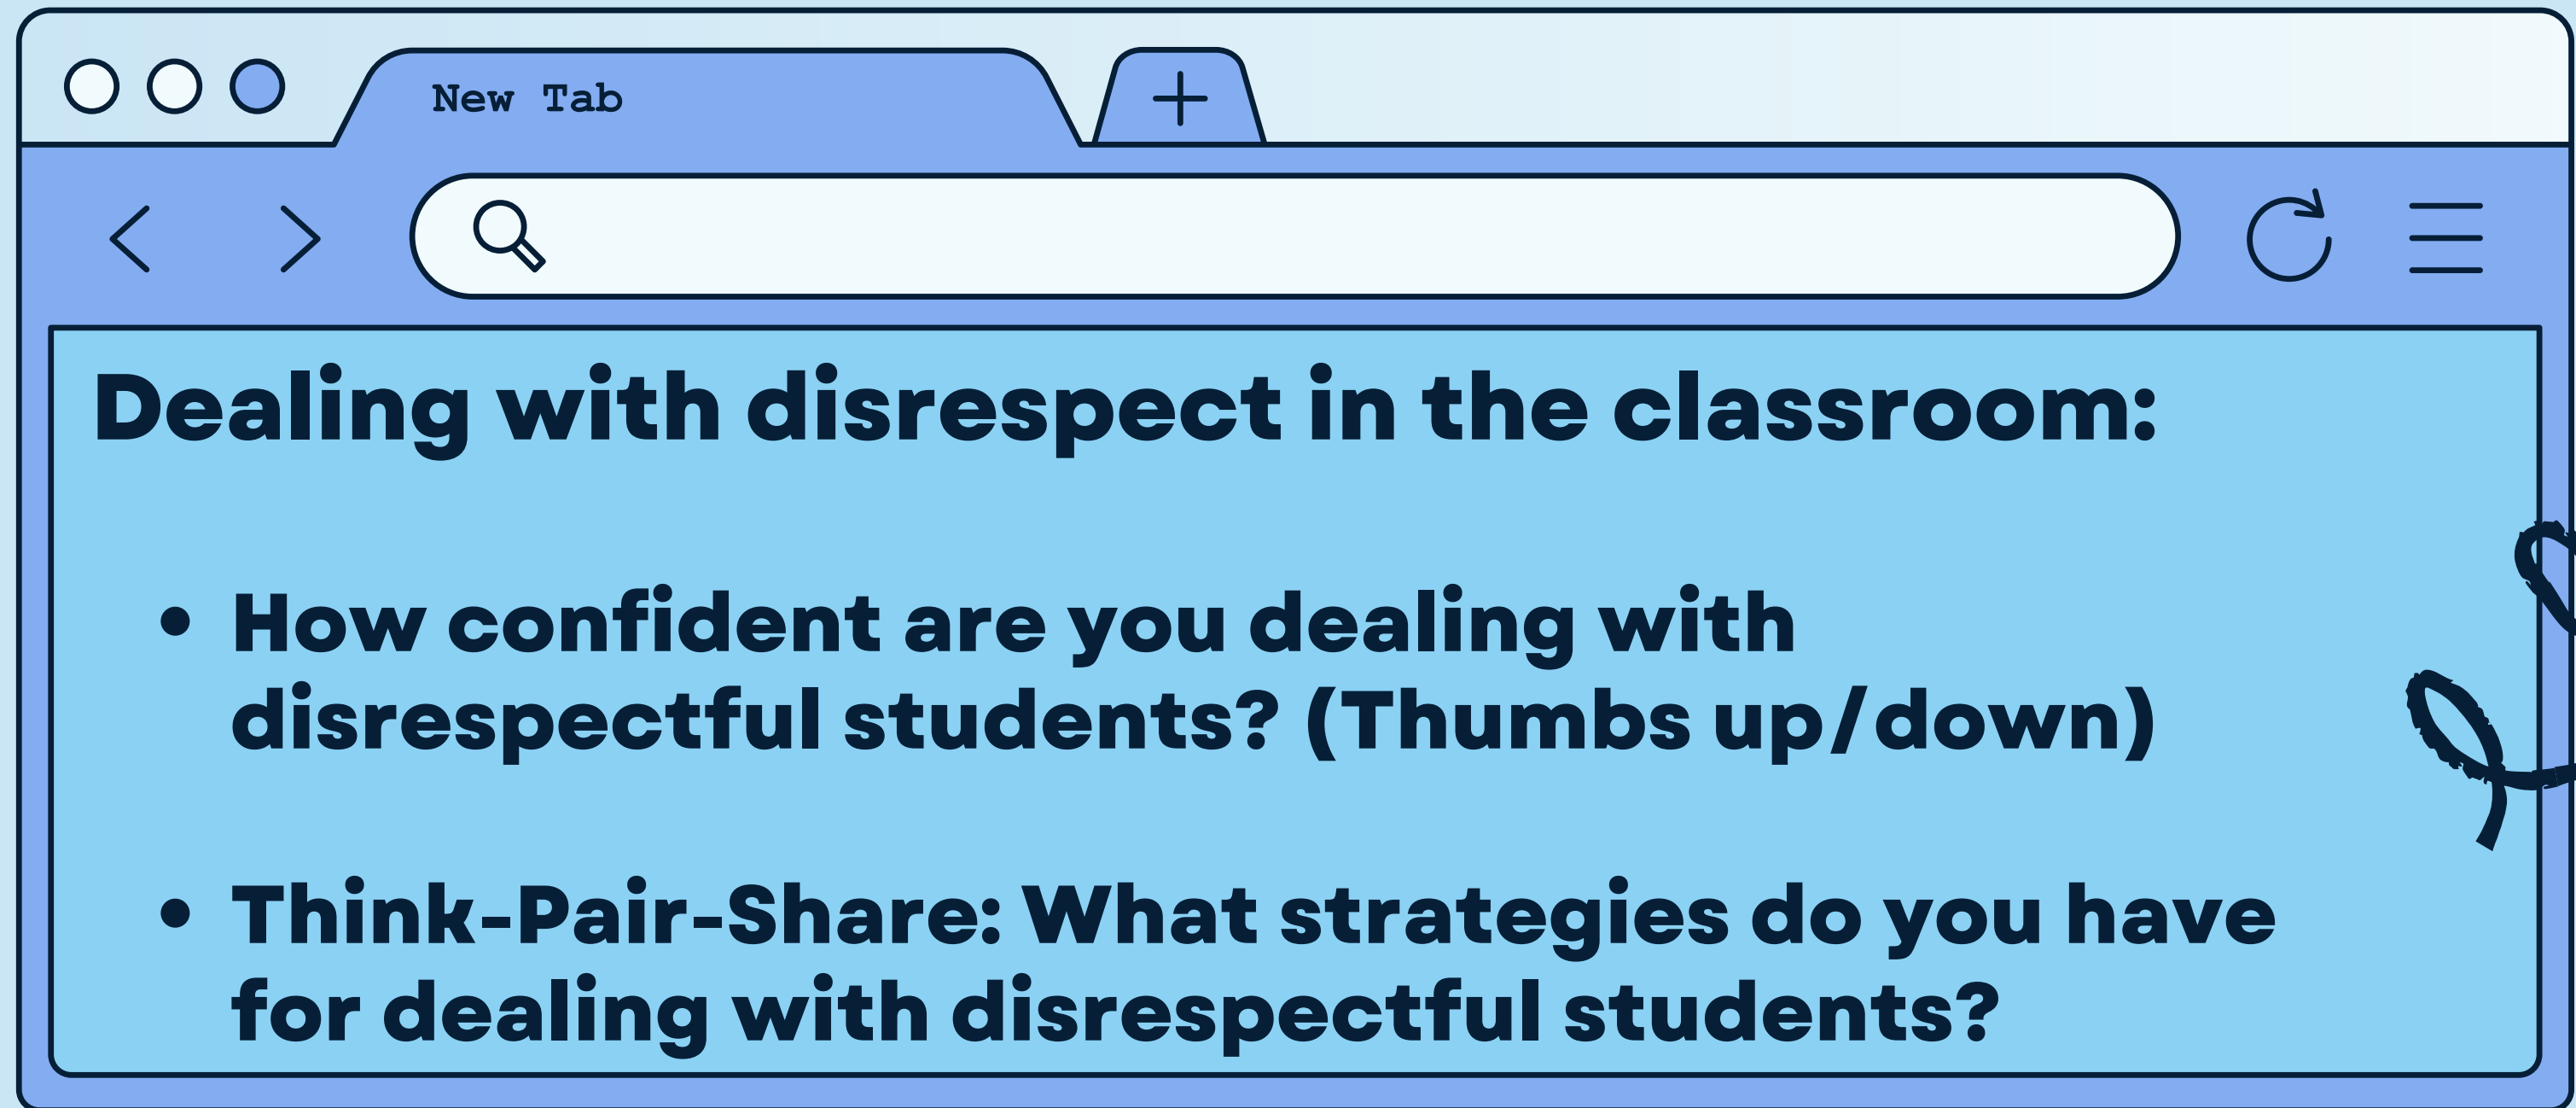 New Tab
Dealing with disrespect in the classroom:
• How confident are you dealing with
disrespectful students? (Thumbs up/down)
• Think-Pair-Share: What strategies do you have
for dealing with disrespectful students?